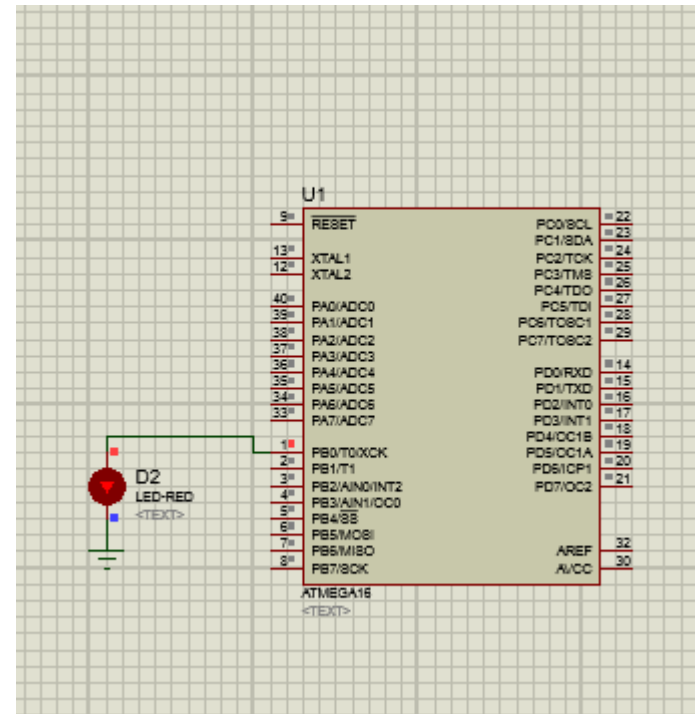 U1
9 RESET
13 XTAL1
12 XTAL2
40 PA0/ADC0
39 PA1/ADC1
38 PA2/ADC2
37 PA3/ADC3
36 PA4/ADC4
35 PA5/ADC5
34 PA6/ADC6
33 PA7/ADC7
1 PB0/T0/XCK
2 PB1/T1
3 PB2/AIN0/INT2
4 PB3/AIN1/OC0
5 PB4/SS
6 PB5/MOSI
7 PB6/MISO
8 PB7/SCK
PC0/SCL 22
PC1/SDA 23
PC2/TCK 24
PC3/TMS 25
PC4/TDO 26
PC5/TDI 27
PC6/TOSC1 28
PC7/TOSC2 29
PD0/RXD 14
PD1/TXD 15
PD2/INT0 16
PD3/INT1 17
PD4/OC1B 18
PD5/OC1A 19
PD6/ICP1 20
PD7/OC2 21
AREF 32
AVCC 30
ATMEGA16
<TEXT>
D2
LED-RED
<TEXT>